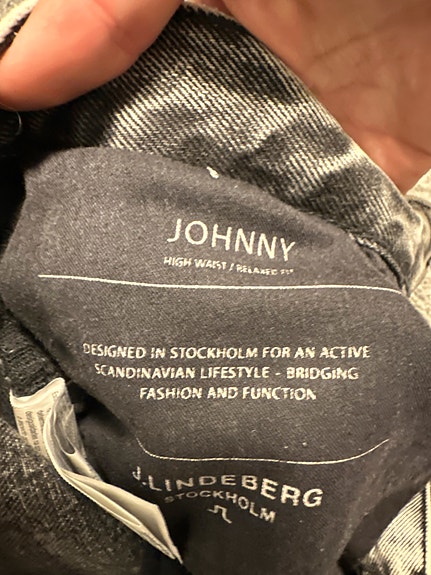 JOHNNY
HIGH WAIST / RELAXED FIT
DESIGNED IN STOCKHOLM FOR AN ACTIVE
SCANDINAVIAN LIFESTYLE - BRIDGING
FASHION AND FUNCTION
J.LINDEBERG
STOCKHOLM